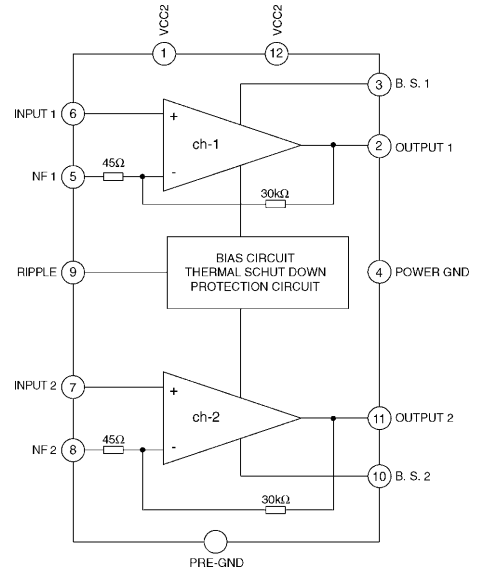 VCC2
VCC2
1
12
3
B. S. 1
INPUT 1
6
+
ch-1
2
OUTPUT 1
45Ω
NF 1
5
-
30kΩ
BIAS CIRCUIT
THERMAL SCHUT DOWN
PROTECTION CIRCUIT
RIPPLE
9
4
POWER GND
INPUT 2
7
+
ch-2
11
OUTPUT 2
45Ω
NF 2
8
-
10
B. S. 2
30kΩ
PRE-GND